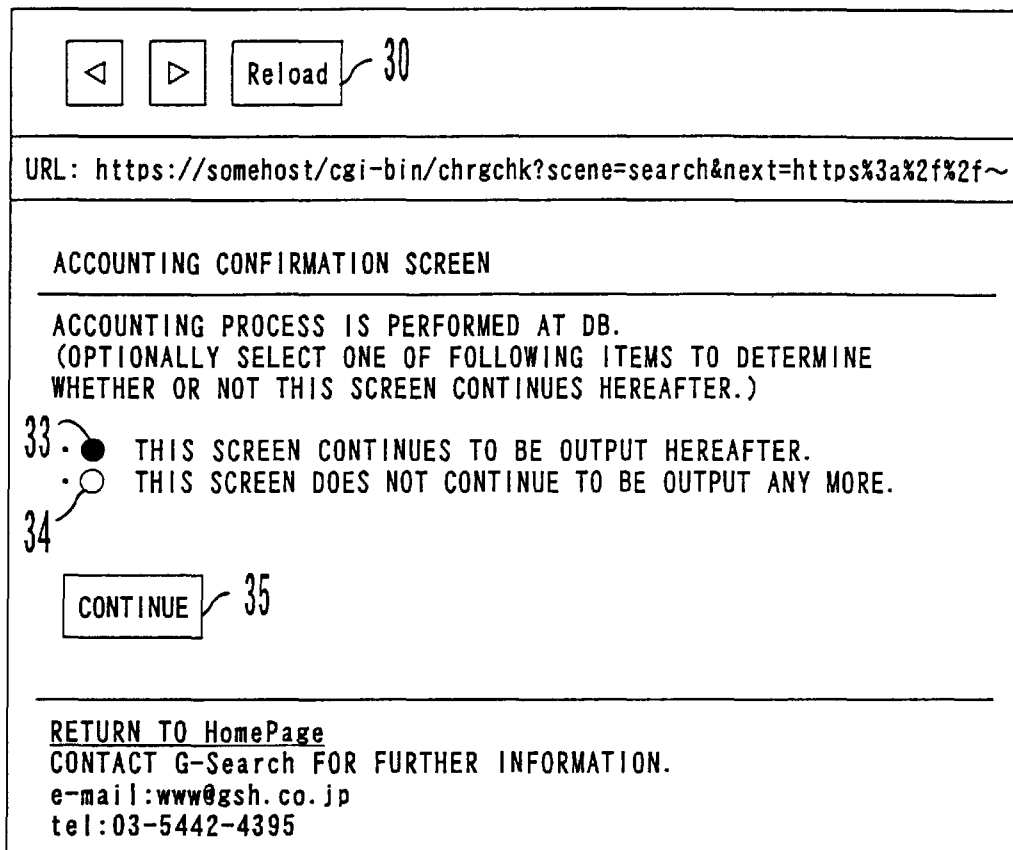 Reload 30
URL: https://somehost/cgi-bin/chrgchk?scene=search&next=https%3a%2f%2f~
ACCOUNTING CONFIRMATION SCREEN
ACCOUNTING PROCESS IS PERFORMED AT DB.
(OPTIONALLY SELECT ONE OF FOLLOWING ITEMS TO DETERMINE
WHETHER OR NOT THIS SCREEN CONTINUES HEREAFTER.)
33 · ● THIS SCREEN CONTINUES TO BE OUTPUT HEREAFTER.
· ○ THIS SCREEN DOES NOT CONTINUE TO BE OUTPUT ANY MORE.
34
CONTINUE 35
RETURN TO HomePage
CONTACT G-Search FOR FURTHER INFORMATION.
e-mail:www@gsh.co.jp
tel:03-5442-4395